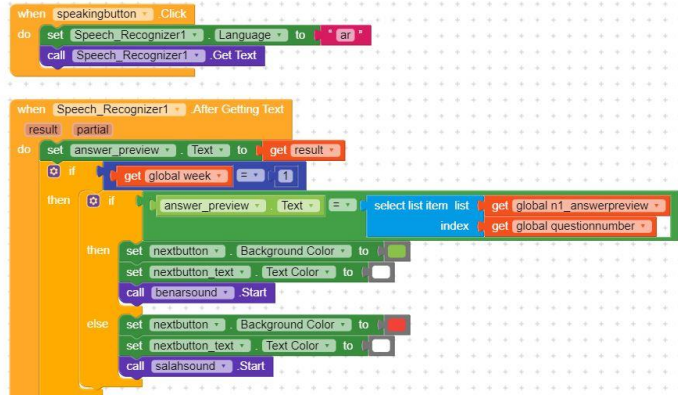 when speakingbutton Click
do set Speech_Recognizer1 . Language to " ar "
call Speech_Recognizer1 .Get Text
when Speech_Recognizer1 .After Getting Text
result partial
do set answer_preview . Text to get result
if get global week = 1
then if answer_preview . Text = select list item list get global n1_answerpreview
index get global questionnumber
then set nextbutton . Background Color to
set nextbutton_text . Text Color to
call benarsound .Start
else set nextbutton . Background Color to
set nextbutton_text . Text Color to
call salahsound .Start